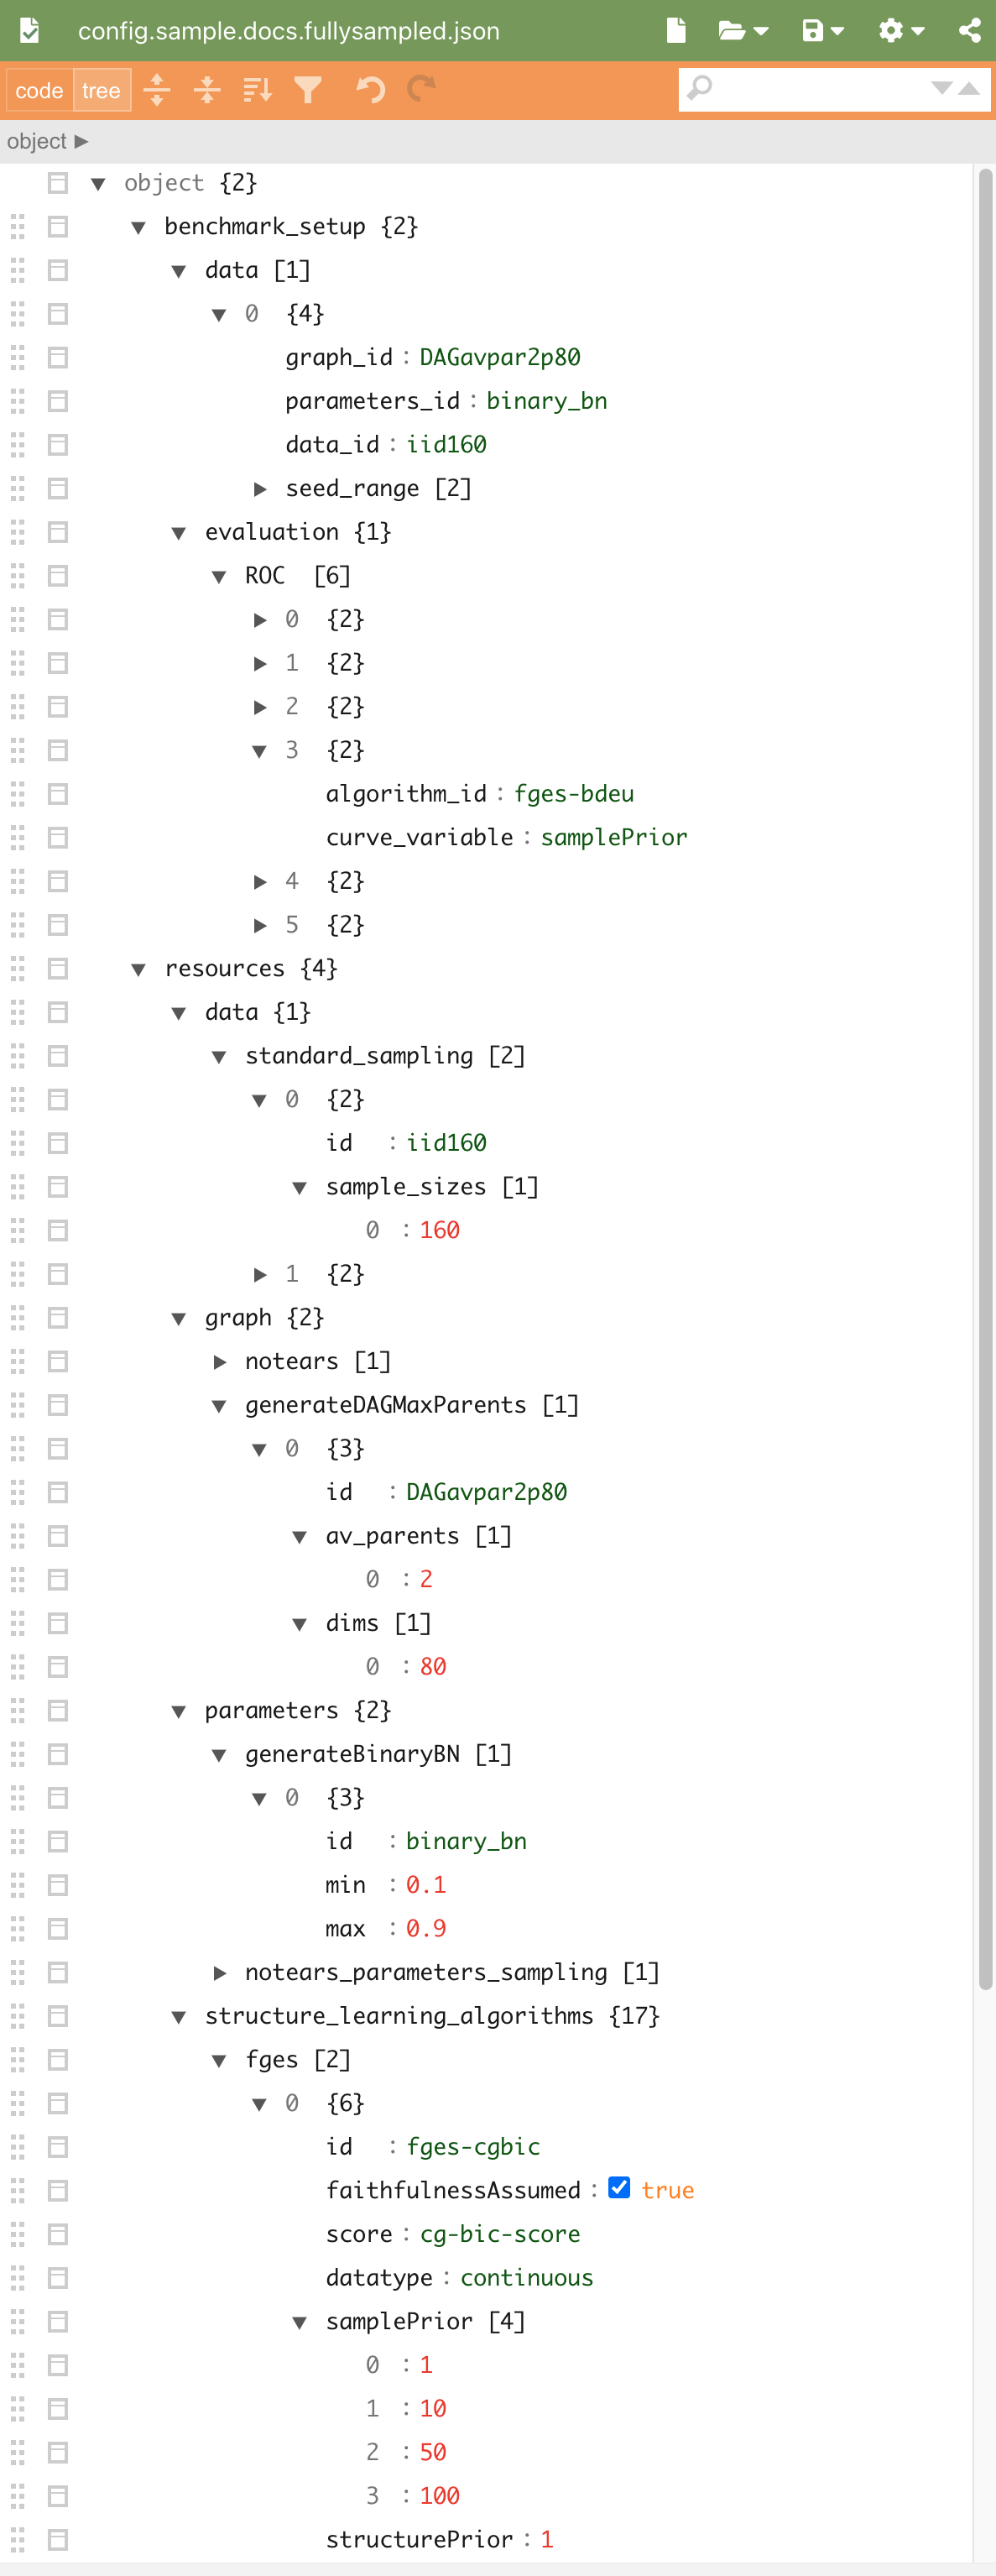 config.sample.docs.fullysampled.json
code tree
object ►
▼ object {2}
▼ benchmark_setup {2}
▼ data [1]
▼ 0 {4}
graph_id : DAGavpar2p80
parameters_id : binary_bn
data_id : iid160
► seed_range [2]
▼ evaluation {1}
▼ ROC [6]
► 0 {2}
► 1 {2}
► 2 {2}
▼ 3 {2}
algorithm_id : fges-bdeu
curve_variable : samplePrior
► 4 {2}
► 5 {2}
▼ resources {4}
▼ data {1}
▼ standard_sampling [2]
▼ 0 {2}
id : iid160
▼ sample_sizes [1]
0 : 160
► 1 {2}
▼ graph {2}
► notears [1]
▼ generateDAGMaxParents [1]
▼ 0 {3}
id : DAGavpar2p80
▼ av_parents [1]
0 : 2
▼ dims [1]
0 : 80
▼ parameters {2}
▼ generateBinaryBN [1]
▼ 0 {3}
id : binary_bn
min : 0.1
max : 0.9
► notears_parameters_sampling [1]
▼ structure_learning_algorithms {17}
▼ fges [2]
▼ 0 {6}
id : fges-cgbic
faithfulnessAssumed : true
score : cg-bic-score
datatype : continuous
▼ samplePrior [4]
0 : 1
1 : 10
2 : 50
3 : 100
structurePrior : 1